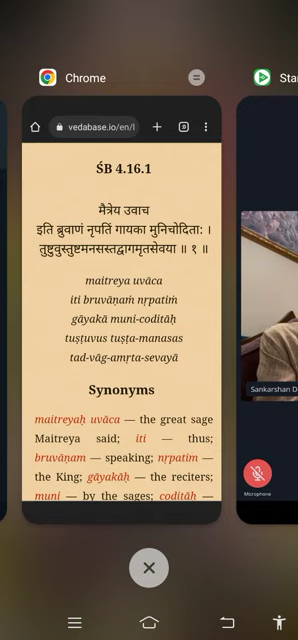 Chrome
Star
vedabase.io/en/l
:D
ŚB 4.16.1
मैत्रेय उवाच
इति ब्रुवाणं नृपतिं गायका मुनिचोदिता: ।
तुष्टुवुस्तुष्टमनसस्तद्वागमृतसेवया ॥ १ ॥
maitreya uvāca
iti bruvāṇaṁ nṛpatiṁ
gāyakā muni-coditāḥ
tuṣṭuvus tuṣṭa-manasas
tad-vāg-amṛta-sevayā
Synonyms
maitreyaḥ uvāca — the great sage
Maitreya said; iti — thus;
bruvāṇam — speaking; nṛpatim —
the King; gāyakāḥ — the reciters;
muni — by the sages; coditāḥ —
Sankarshan D
Microphone